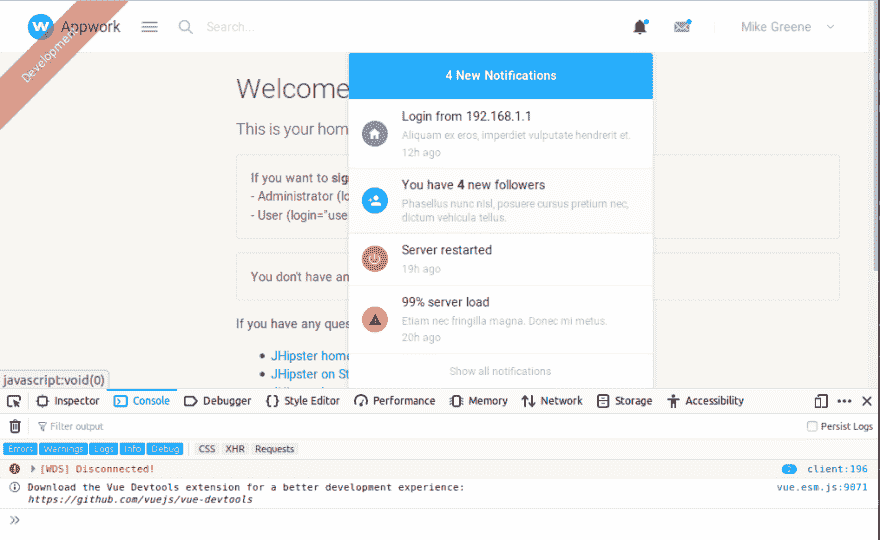 Development
w Appwork Search... Mike Greene
Welcome
4 New Notifications
This is your hom
Login from 192.168.1.1
Aliquam ex eros, imperdiet vulputate hendrerit et.
12h ago
If you want to sig
- Administrator (lo
- User (login="use
You have 4 new followers
Phasellus nunc nisl, posuere cursus pretium nec,
dictum vehicula tellus.
You don't have an
Server restarted
19h ago
If you have any ques
99% server load
Etiam nec fringilla magna. Donec mi metus.
20h ago
JHipster home
JHipster on St
Show all notifications
javascript:void(0)
Inspector Console Debugger Style Editor Performance Memory Network Storage Accessibility
Filter output Persist Logs
Errors Warnings Logs Info Debug CSS XHR Requests
[WDS] Disconnected! 2 client:196
Download the Vue Devtools extension for a better development experience: vue.esm.js:9071
https://github.com/vuejs/vue-devtools